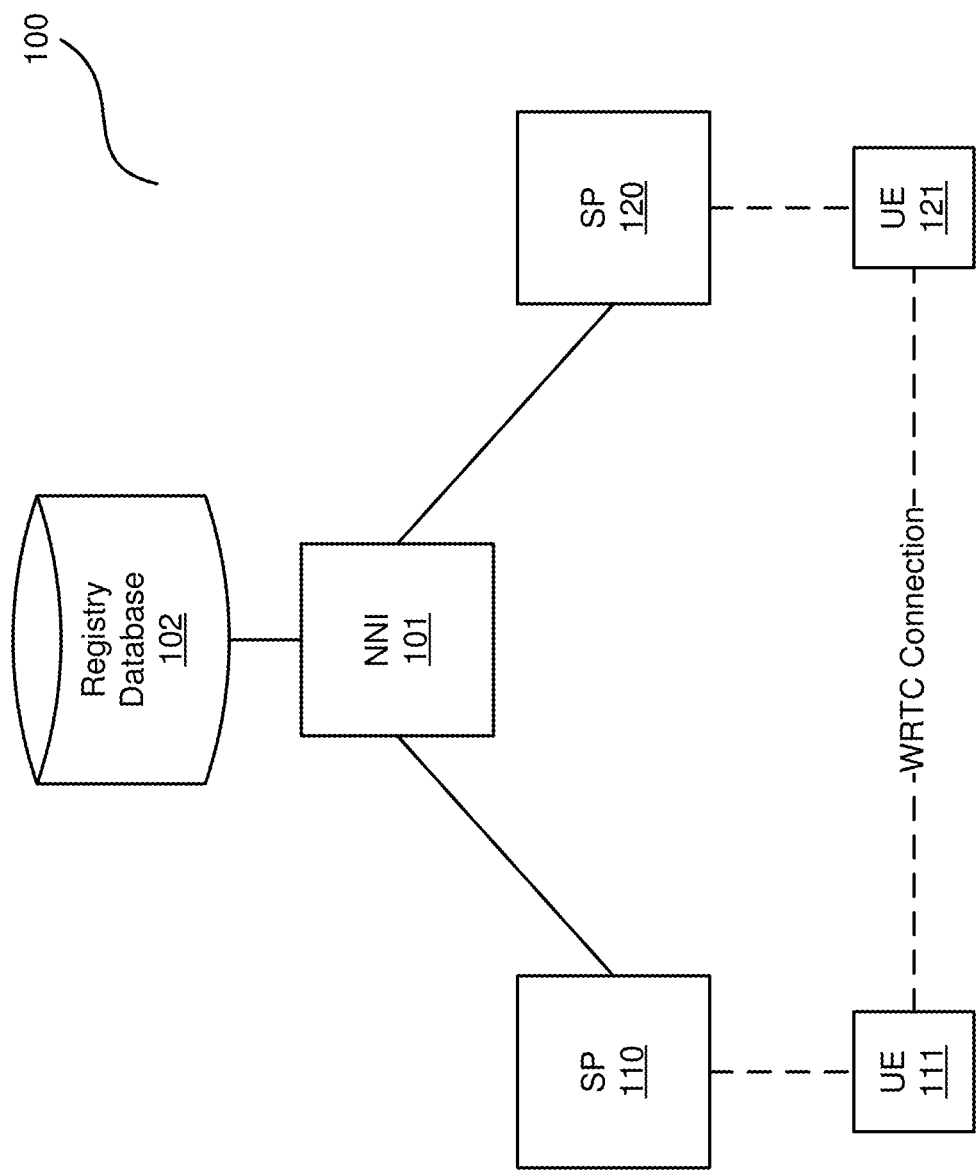 100
Registry
Database
102
NNI
101
SP
110
SP
120
UE
111
WRTC Connection
UE
121